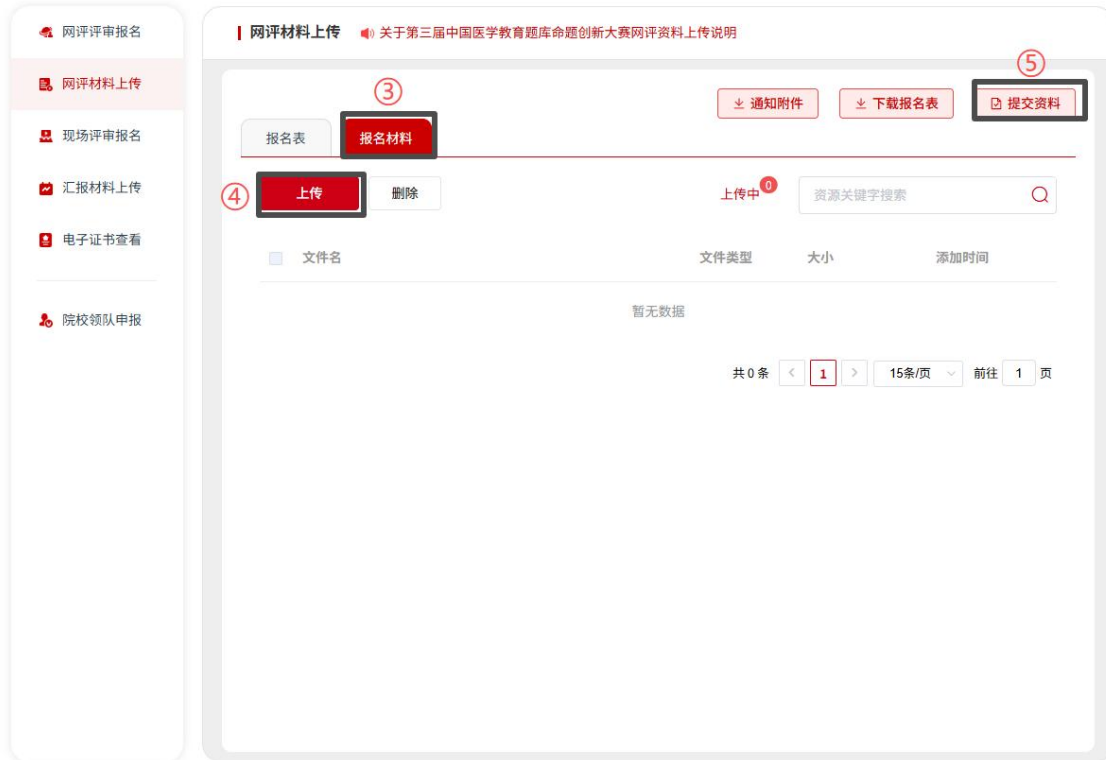 网评评审报名
网评材料上传
现场评审报名
汇报材料上传
电子证书查看
院校领队申报
网评材料上传 关于第三届中国医学教育题库命题创新大赛网评资料上传说明
⑤
③
通知附件 下载报名表 提交资料
报名表 报名材料
④ 上传 删除 上传中 0 资源关键字搜索
文件名 文件类型 大小 添加时间
暂无数据
共 0 条 < 1 > 15条/页 前往 1 页